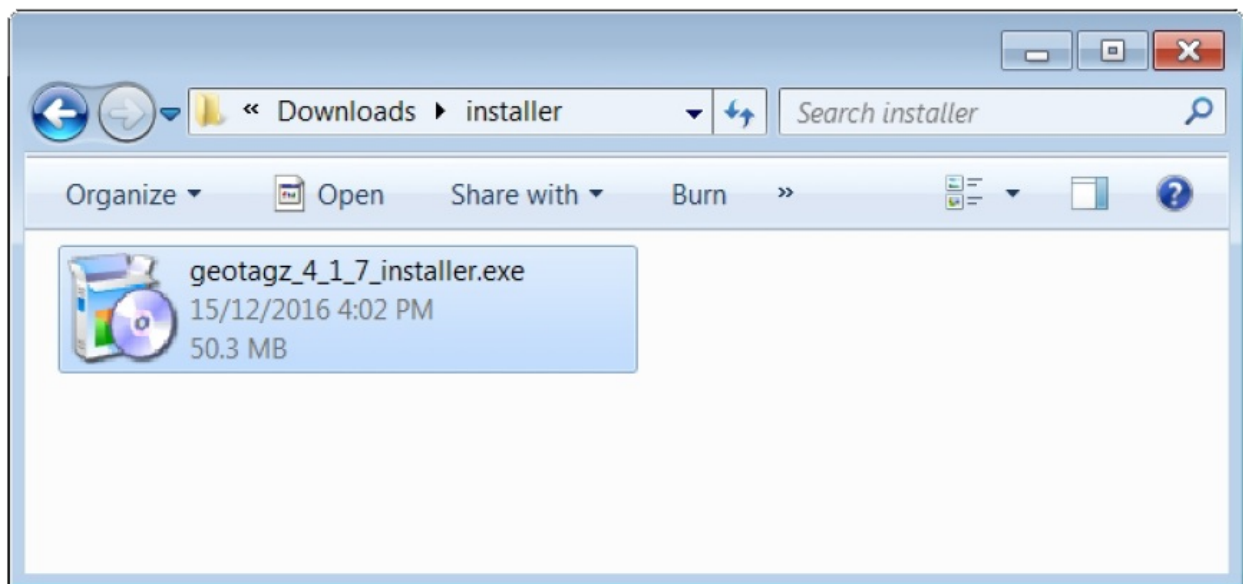 « Downloads ▸ installer
Search installer
Organize Open Share with Burn »
geotagz_4_1_7_installer.exe
15/12/2016 4:02 PM
50.3 MB